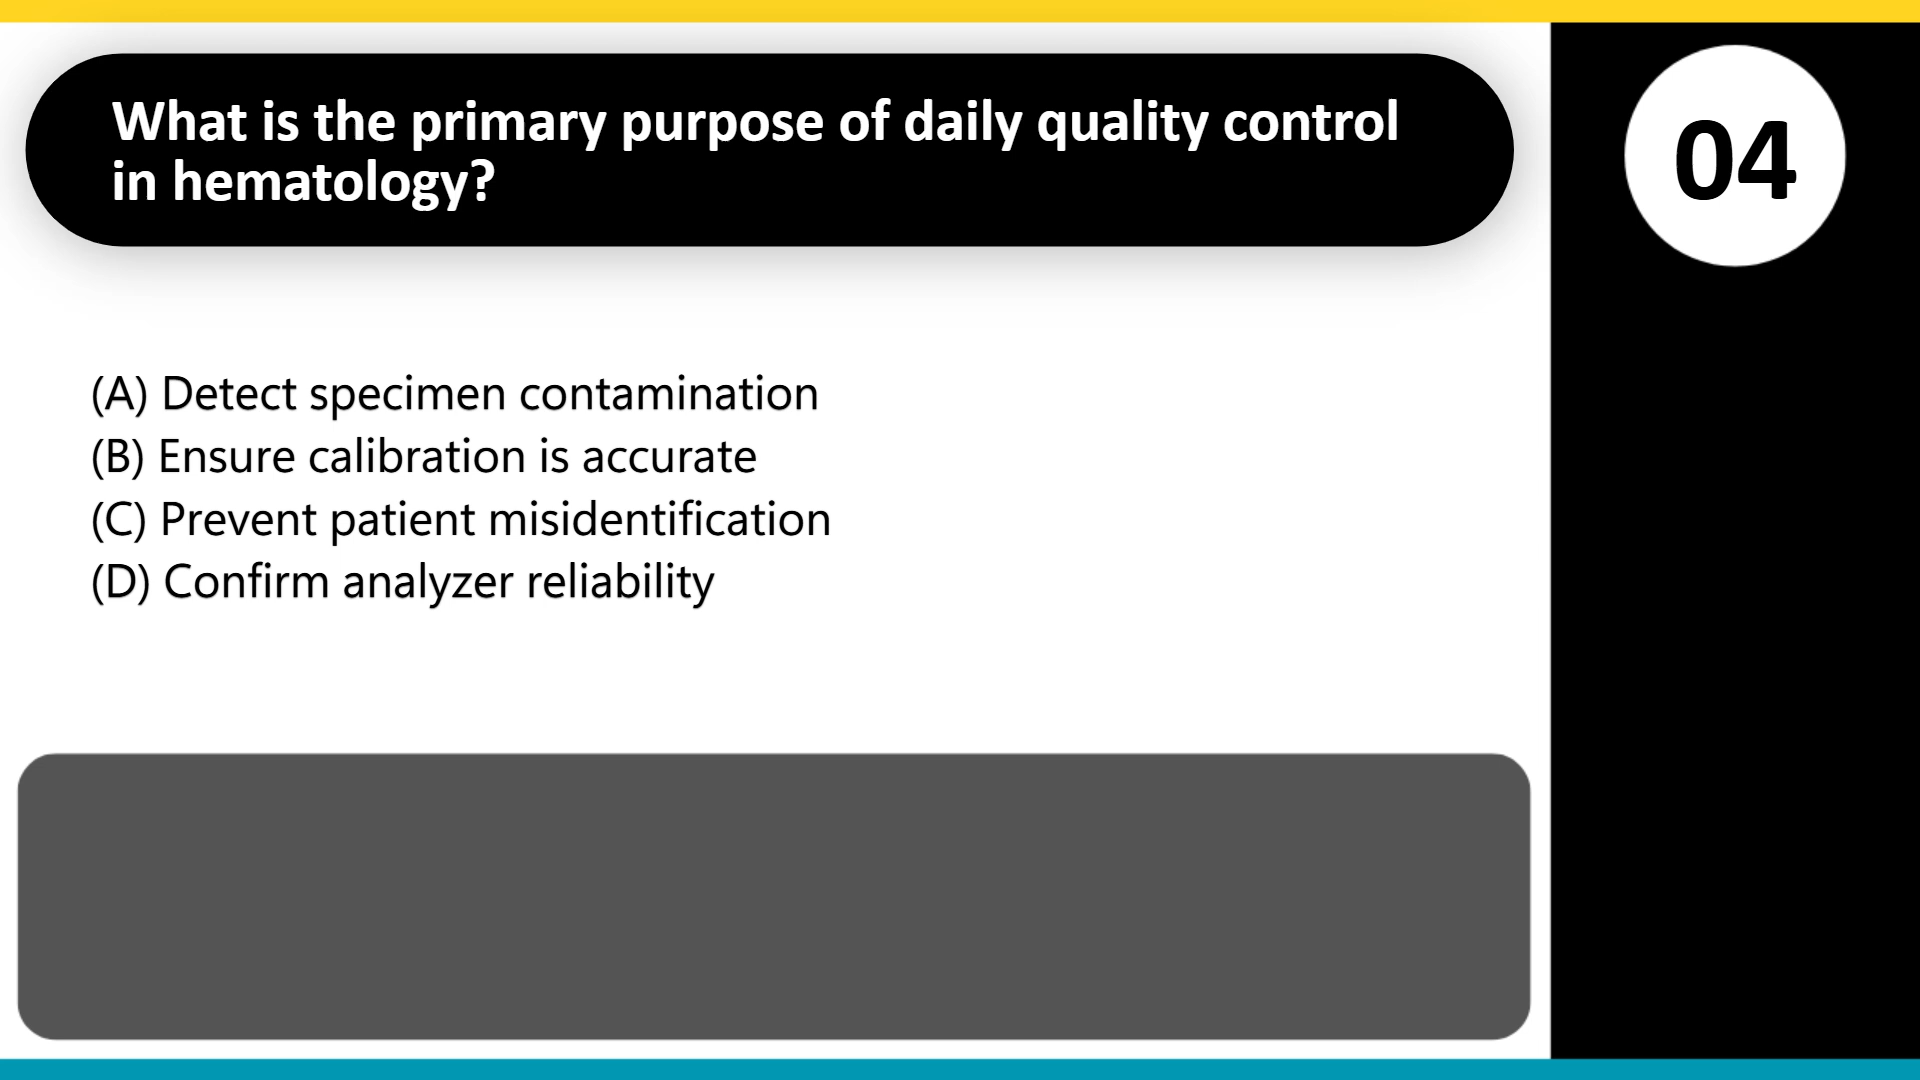 What is the primary purpose of daily quality control
in hematology?
04
(A) Detect specimen contamination
(B) Ensure calibration is accurate
(C) Prevent patient misidentification
(D) Confirm analyzer reliability